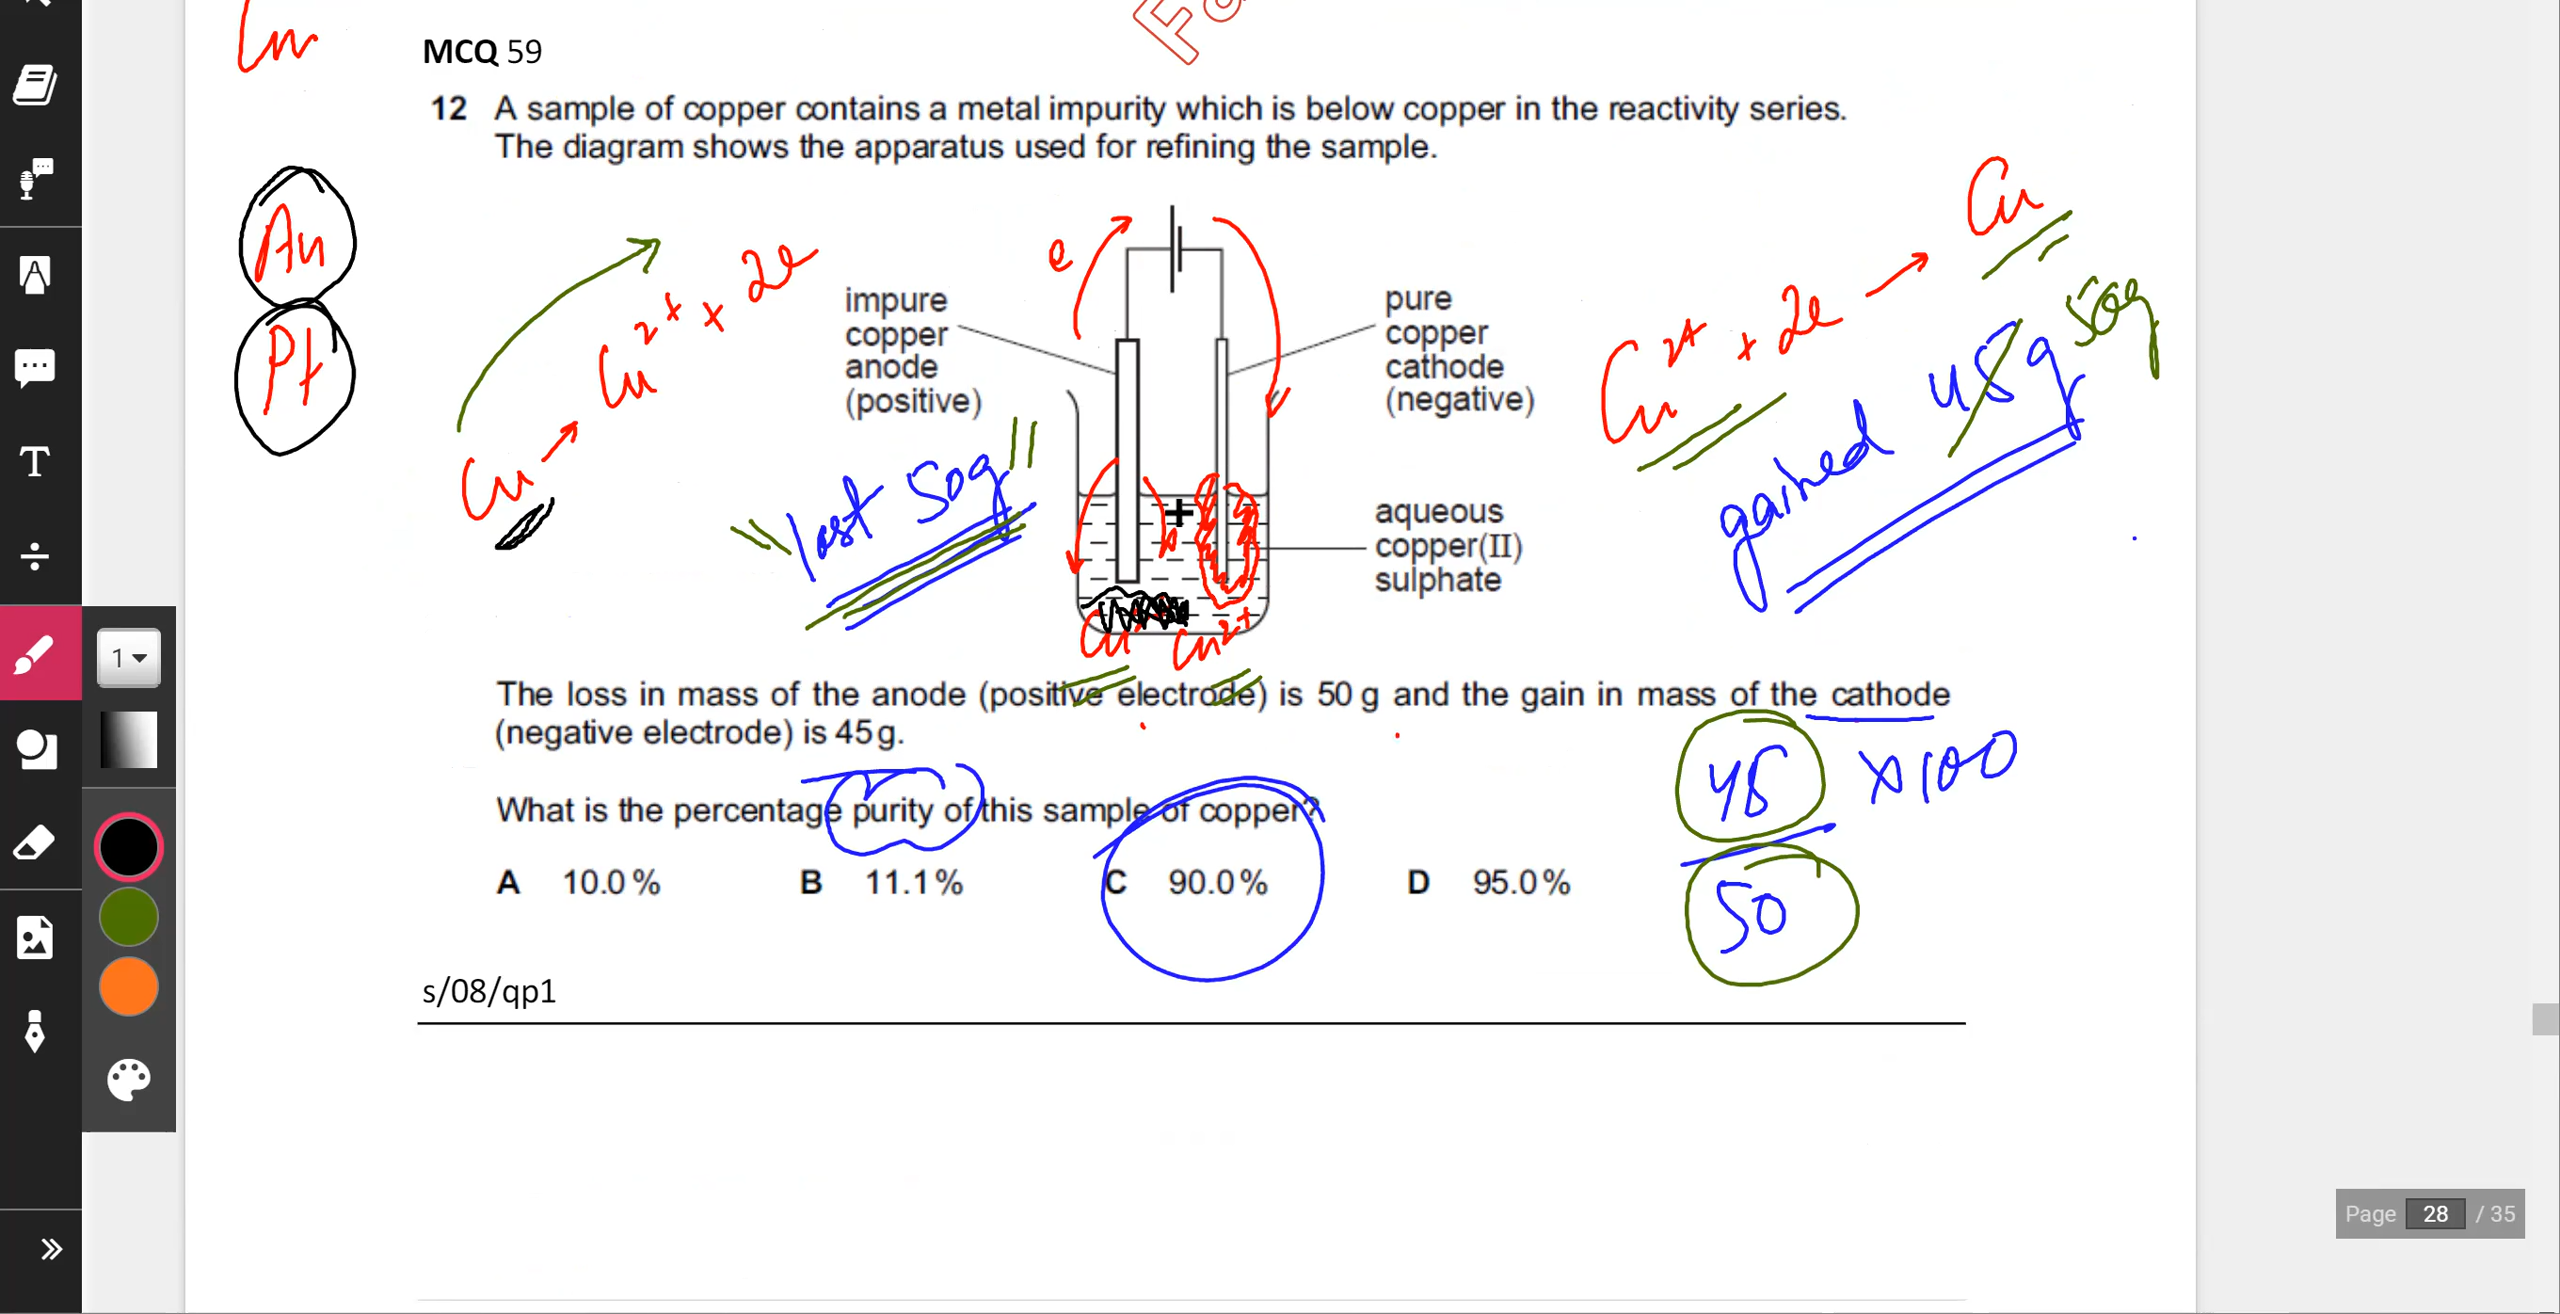 Cu
MCQ 59
12 A sample of copper contains a metal impurity which is below copper in the reactivity series.
The diagram shows the apparatus used for refining the sample.
Au
Pt
Cu → Cu2+ + 2e
e
impure
copper
anode
(positive)
pure
copper
cathode
(negative)
Cu2+ + 2e → Cu
lost 50g
gained 45g 50g
+
aqueous
copper(II)
sulphate
Cu Cu2+
The loss in mass of the anode (positive electrode) is 50 g and the gain in mass of the cathode
(negative electrode) is 45 g.
What is the percentage purity of this sample of copper?
45 × 100
50
A 10.0 % B 11.1 % C 90.0 % D 95.0 %
s/08/qp1
T
1
Page 28 / 35